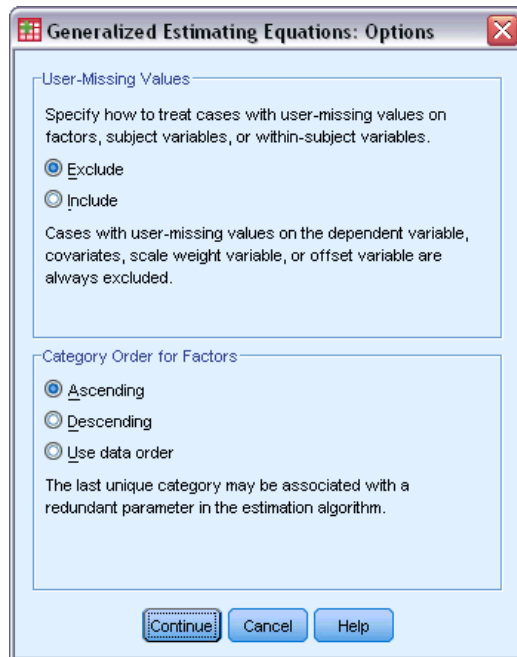 Generalized Estimating Equations: Options
User-Missing Values
Specify how to treat cases with user-missing values on
factors, subject variables, or within-subject variables.
Exclude
Include
Cases with user-missing values on the dependent variable,
covariates, scale weight variable, or offset variable are
always excluded.
Category Order for Factors
Ascending
Descending
Use data order
The last unique category may be associated with a
redundant parameter in the estimation algorithm.
Continue Cancel Help